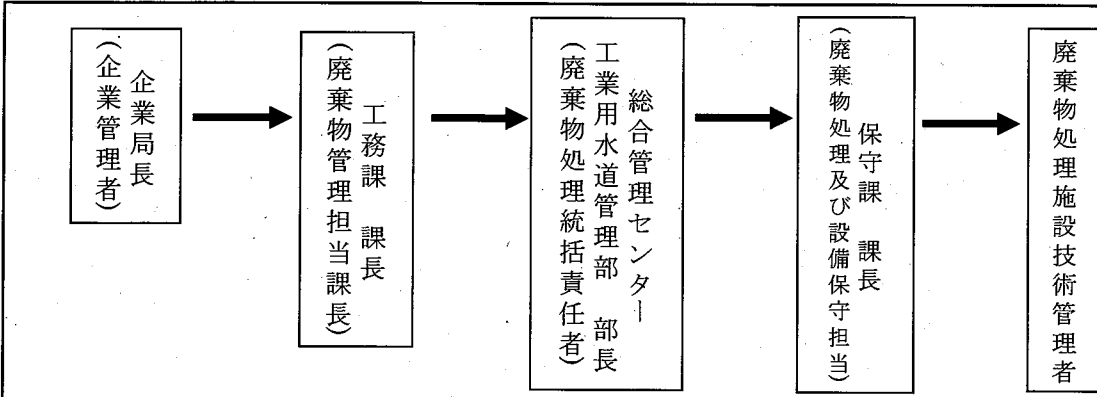 企業局長
(企業管理者)
工務課 課長
(廃棄物管理担当課長)
総合管理センター
工業用水道管理部 部長
(廃棄物処理統括責任者)
保守課 課長
(廃棄物処理及び設備保守担当)
廃棄物処理施設技術管理者